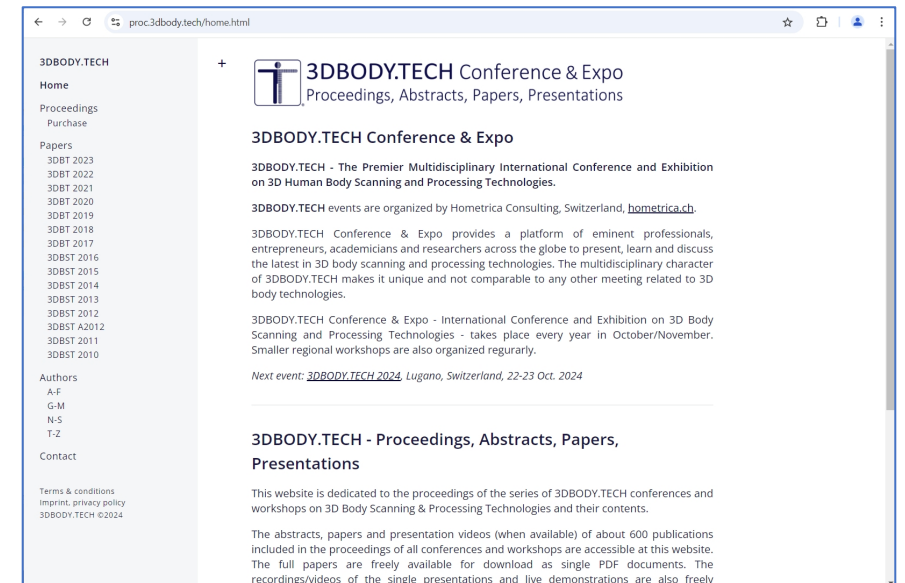 proc.3dbody.tech/home.html
3DBODY.TECH
Home
Proceedings
Purchase
Papers
3DBT 2023
3DBT 2022
3DBT 2021
3DBT 2020
3DBT 2019
3DBT 2018
3DBT 2017
3DBST 2016
3DBST 2015
3DBST 2014
3DBST 2013
3DBST 2012
3DBST A2012
3DBST 2011
3DBST 2010
Authors
A-F
G-M
N-S
T-Z
Contact
Terms & conditions
Imprint, privacy policy
3DBODY.TECH ©2024
+
3DBODY.TECH Conference & Expo
Proceedings, Abstracts, Papers, Presentations
3DBODY.TECH Conference & Expo
3DBODY.TECH - The Premier Multidisciplinary International Conference and Exhibition
on 3D Human Body Scanning and Processing Technologies.
3DBODY.TECH events are organized by Hometrica Consulting, Switzerland, hometrica.ch.
3DBODY.TECH Conference & Expo provides a platform of eminent professionals,
entrepreneurs, academicians and researchers across the globe to present, learn and discuss
the latest in 3D body scanning and processing technologies. The multidisciplinary character
of 3DBODY.TECH makes it unique and not comparable to any other meeting related to 3D
body technologies.
3DBODY.TECH Conference & Expo - International Conference and Exhibition on 3D Body
Scanning and Processing Technologies - takes place every year in October/November.
Smaller regional workshops are also organized regurarly.
Next event: 3DBODY.TECH 2024, Lugano, Switzerland, 22-23 Oct. 2024
3DBODY.TECH - Proceedings, Abstracts, Papers,
Presentations
This website is dedicated to the proceedings of the series of 3DBODY.TECH conferences and
workshops on 3D Body Scanning & Processing Technologies and their contents.
The abstracts, papers and presentation videos (when available) of about 600 publications
included in the proceedings of all conferences and workshops are accessible at this website.
The full papers are freely available for download as single PDF documents. The
recordings/videos of the single presentations and live demonstrations are also freely